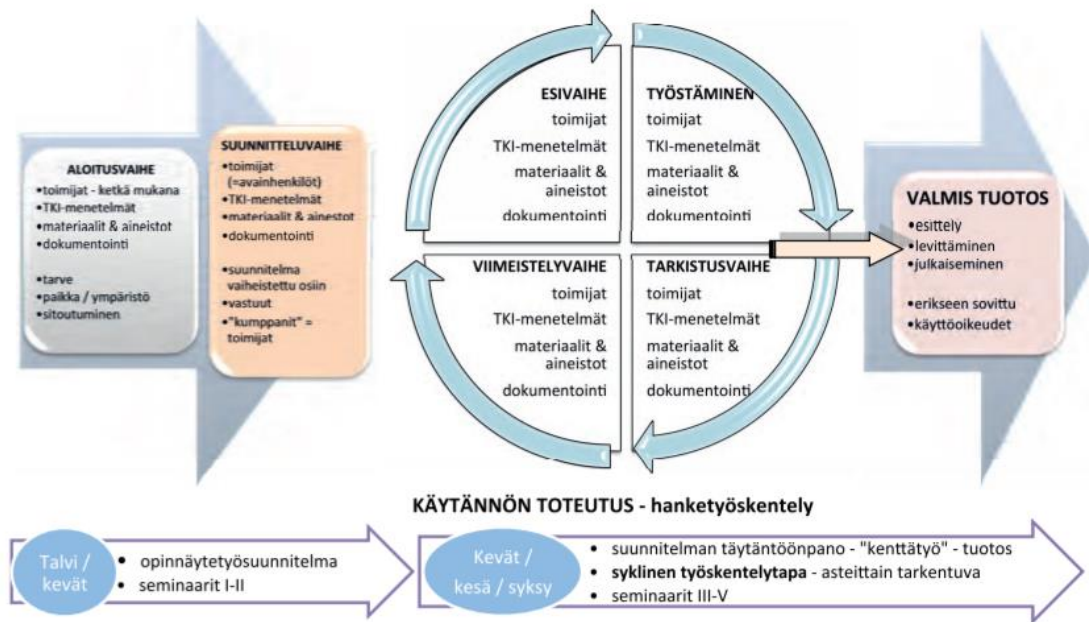 ALOITUSVAIHE
•toimijat - ketkä mukana
•TKI-menetelmät
•materiaalit & aineistot
•dokumentointi
•tarve
•paikka / ympäristö
•sitoutuminen
SUUNNITTELUVAIHE
•toimijat
(=avainhenkilöt)
•TKI-menetelmät
•materiaalit & ainestot
•dokumentointi
•suunnitelma
vaiheistettu osiin
•vastuut
•"kumppanit" =
toimijat
ESIVAIHE
toimijat
TKI-menetelmät
materiaalit &
aineistot
dokumentointi
TYÖSTÄMINEN
toimijat
TKI-menetelmät
materiaalit &
aineistot
dokumentointi
VIIMEISTELYVAIHE
toimijat
TKI-menetelmät
materiaalit &
aineistot
dokumentointi
TARKISTUSVAIHE
toimijat
TKI-menetelmät
materiaalit &
aineistot
dokumentointi
VALMIS TUOTOS
•esittely
•levittäminen
•julkaiseminen
•erikseen sovittu
•käyttöoikeudet
KÄYTÄNNÖN TOTEUTUS - hanketyöskentely
Talvi /
kevät
• opinnäytetyösuunnitelma
• seminaarit I-II
Kevät /
kesä / syksy
• suunnitelman täytäntöönpano - "kenttätyö" - tuotos
• syklinen työskentelytapa - asteittain tarkentuva
• seminaarit III-V